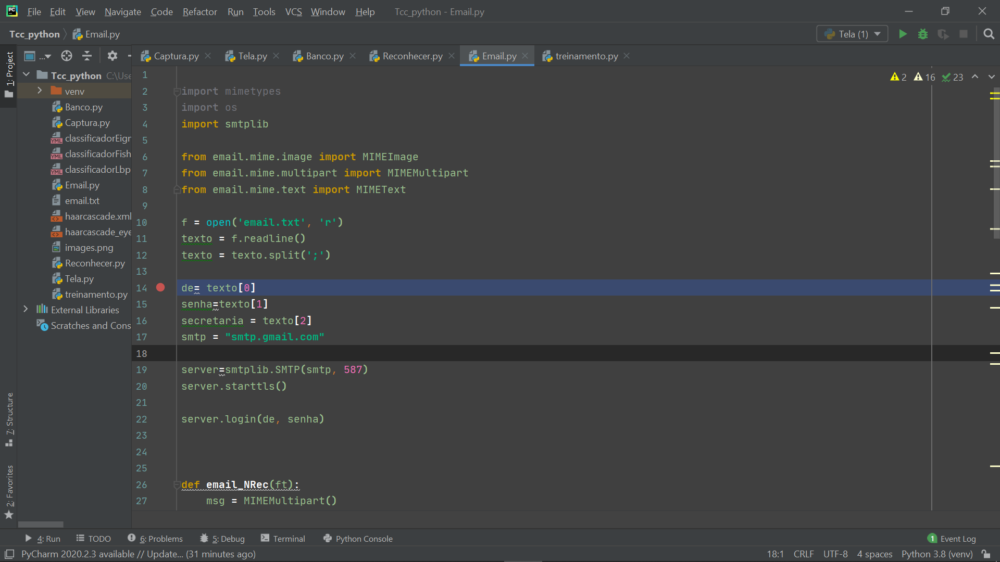 File Edit View Navigate Code Refactor Run Tools VCS Window Help Tcc_python - Email.py
Tcc_python Email.py Tela (1)
1: Project
...
Captura.py Tela.py Banco.py Reconhecer.py Email.py treinamento.py
Tcc_python C:\Use
venv
Banco.py
Captura.py
classificadorEigr
classificadorFish
classificadorLbp
Email.py
email.txt
haarcascade.xml
haarcascade_eye
images.png
Reconhecer.py
Tela.py
treinamento.py
External Libraries
Scratches and Cons
7: Structure
2: Favorites
2 16 23
1
2 import mimetypes
3 import os
4 import smtplib
5
6 from email.mime.image import MIMEImage
7 from email.mime.multipart import MIMEMultipart
8 from email.mime.text import MIMEText
9
10 f = open('email.txt', 'r')
11 texto = f.readline()
12 texto = texto.split(';')
13
14 de= texto[0]
15 senha=texto[1]
16 secretaria = texto[2]
17 smtp = "smtp.gmail.com"
18
19 server=smtplib.SMTP(smtp, 587)
20 server.starttls()
21
22 server.login(de, senha)
23
24
25
26 def email_NRec(ft):
27 msg = MIMEMultipart()
4: Run TODO 6: Problems 5: Debug Terminal Python Console 1 Event Log
PyCharm 2020.2.3 available // Update... (31 minutes ago) 18:1 CRLF UTF-8 4 spaces Python 3.8 (venv)